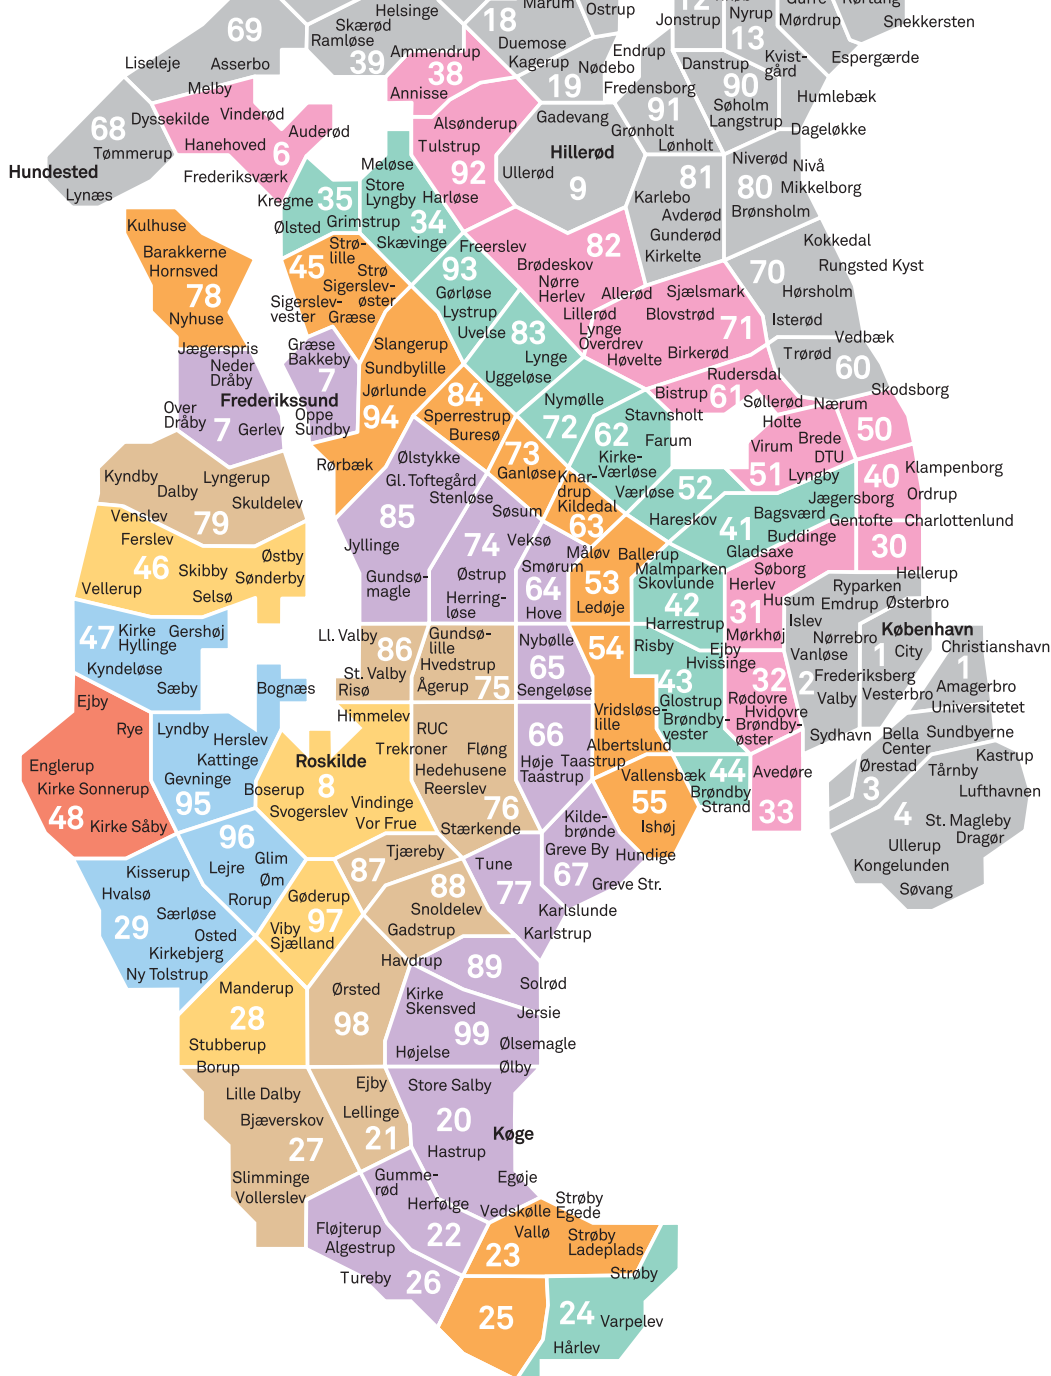 Helsinge
Skærød
Ramløse
69
Ammendrup
39
38
Annisse
Liseleje
Asserbo
Melby
18
Ostrup
Duemose
Kagerup
Nødebo
19
Endrup
Fredensborg
Jonstrup
Nyrup
Mørdrup
Snekkersten
13
Danstrup
Kvist-
gård
Espergærde
90
Søholm
Langstrup
Humlebæk
Dageløkke
91
Grønholt
Lønholt
68
Dyssekilde
Tømmerup
Hundested
Lynæs
Vinderød
Auderød
Hanehoved
6
Frederiksværk
Alsønderup
Tulstrup
92
Harløse
Gadevang
Hillerød
Ullerød
9
81
Karlebo
Avderød
Gunderød
Kirkelte
Niverød
Nivå
80
Mikkelborg
Brønsholm
Meløse
Store
Lyngby
34
Skævinge
Kregme
35
Grimstrup
Ølsted
Kulhuse
Barakkerne
Hornsved
78
Nyhuse
Strø-
lille
45
Strø
Sigerslev-
øster
Sigerslev-
vester
Græse
Freerslev
93
Gørløse
Lystrup
Uvelse
82
Brødeskov
Nørre
Herlev
Kokkedal
Rungsted Kyst
70
Hørsholm
Isterød
Allerød
Sjælsmark
Blovstrød
71
Lillerød
Lynge
Overdrev
Høvelte
Birkerød
Vedbæk
Trørød
60
Skodsborg
Jægerspris
Neder
Dråby
Over
Dråby
7
Gerlev
Frederikssund
Græse
Bakkeby
7
Oppe
Sundby
Slangerup
Sundbylille
Jørlunde
94
Rørbæk
83
Lynge
Uggeløse
84
Sperrestrup
Buresø
Nymølle
72
73
Ganløse
Rudersdal
Bistrup
61
Søllerød
Nærum
Stavnsholt
62
Farum
Kirke-
Værløse
Værløse
Holte
Virum
Brede
DTU
51
Lyngby
50
40
Klampenborg
Ordrup
Jægersborg
Gentofte
Charlottenlund
30
Hellerup
Kyndby
Lyngerup
Dalby
Skuldelev
79
Venslev
Ferslev
46
Skibby
Østby
Sønderby
Vellerup
Selsø
Ølstykke
Gl. Toftegård
Stenløse
85
Jyllinge
Gundsø-
magle
Søsum
Veksø
74
Østrup
Herring-
løse
Knar-
drup
Kildedal
63
Måløv
Smørum
64
Hove
53
Ledøje
52
Hareskov
41
Bagsværd
Buddinge
Gladsaxe
Søborg
Herlev
31
Mørkhøj
Ballerup
Malmparken
Skovlunde
42
Harrestrup
Ryparken
Husum
Emdrup
Østerbro
Islev
Nørrebro
København
1
City
Christianshavn
1
Vanløse
Frederiksberg
2
Valby
Vesterbro
Amagerbro
Universitetet
Sydhavn
Bella
Center
Sundbyerne
Ørestad
Kastrup
3
Tårnby
Lufthavnen
4
St. Magleby
Dragør
Ullerup
Kongelunden
Søvang
47
Kirke
Hyllinge
Gershøj
Kyndeløse
Sæby
Bognæs
Ll. Valby
86
St. Valby
Risø
Himmelev
Gundsø-
lille
Hvedstrup
Ågerup
75
Nybølle
65
Sengeløse
54
Vridsløse-
lille
Albertslund
Risby
Ejby
Hvissinge
43
Glostrup
Brøndby-
vester
32
Rødovre
Hvidovre
Brøndby-
øster
44
Brøndby
Strand
Avedøre
33
Ejby
Rye
Englerup
Kirke Sonnerup
48
Kirke Såby
Lyndby
Herslev
Kattinge
Gevninge
95
Roskilde
Boserup
8
Svogerslev
Vindinge
Vor Frue
RUC
Trekroner
Fløng
Hedehusene
Reerslev
76
Stærkende
66
Høje
Taastrup
Taastrup
Vallensbæk
55
Ishøj
Kilde-
brønde
Greve By
Hundige
67
Greve Str.
Karlslunde
Karlstrup
Tune
77
96
Lejre
Glim
Øm
Rorup
Kisserup
Hvalsø
Særløse
29
Osted
Kirkebjerg
Ny Tolstrup
Tjæreby
87
88
Snoldelev
Gadstrup
Gøderup
97
Viby
Sjælland
Havdrup
89
Solrød
Jersie
Manderup
28
Stubberup
Borup
Ørsted
98
Kirke
Skensved
99
Højelse
Ølsemagle
Ølby
Lille Dalby
Bjæverskov
27
Slimminge
Vollerslev
Ejby
Lellinge
21
Store Salby
20
Køge
Hastrup
Egøje
Gumme-
rød
Herfølge
22
Strøby
Egede
Vedskølle
Vallø
Strøby
Ladeplads
23
Strøby
Fløjterup
Algestrup
Tureby
26
25
24
Varpelev
Hårlev